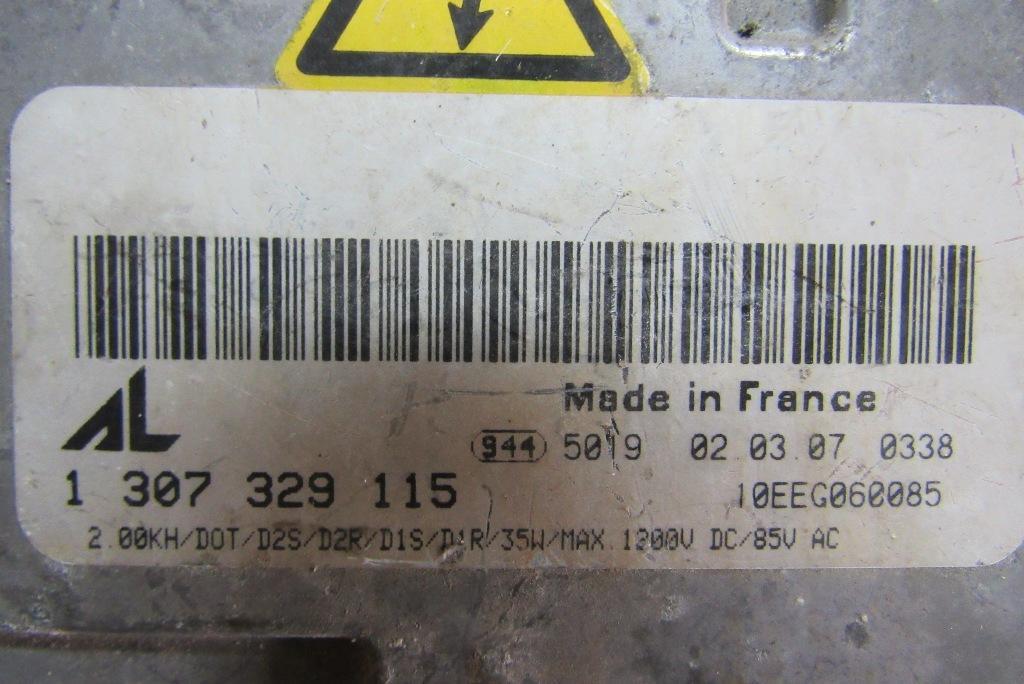 AL
Made in France
944 5019 02.03.07 0338
1 307 329 115
10EEG060085
2.00KH/DOT/D2S/D2R/D1S/D1R/35W/MAX.1200V DC/85V AC